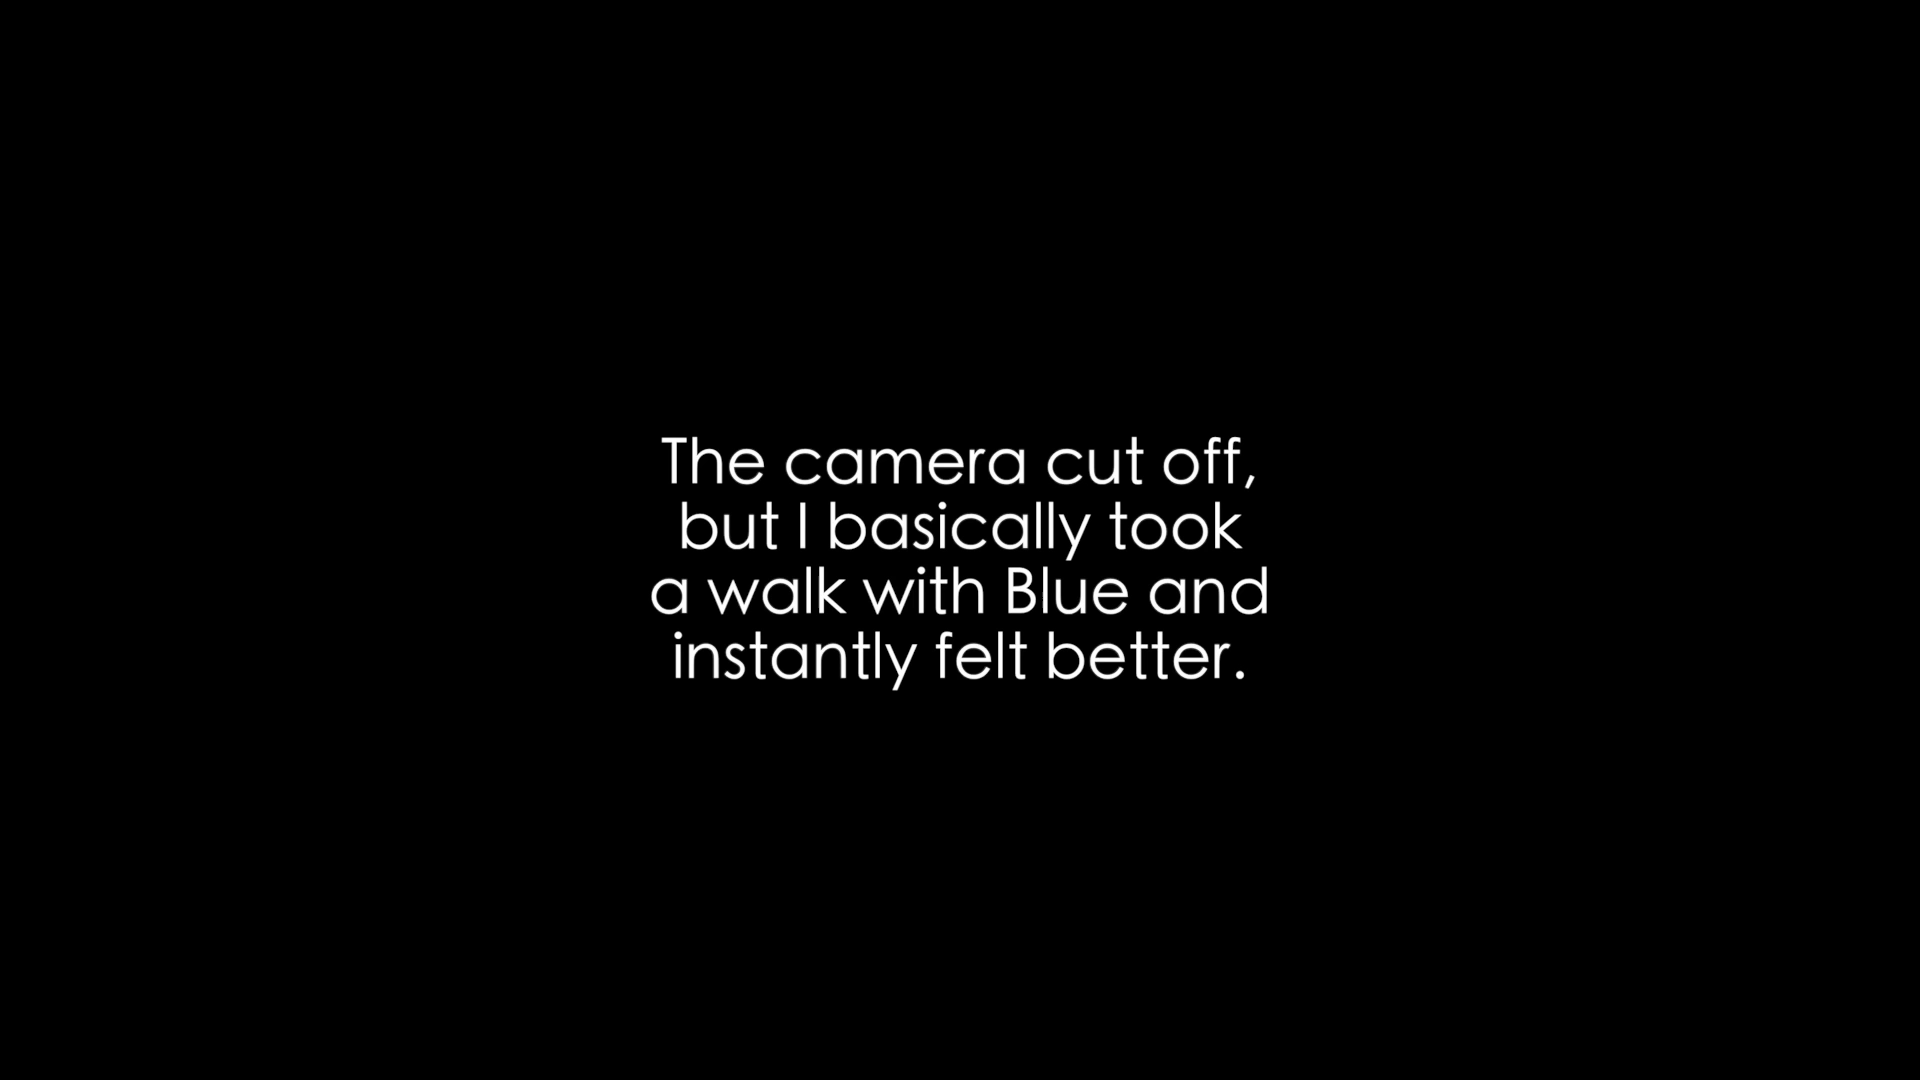 The camera cut off,
but I basically took
a walk with Blue and
instantly felt better.